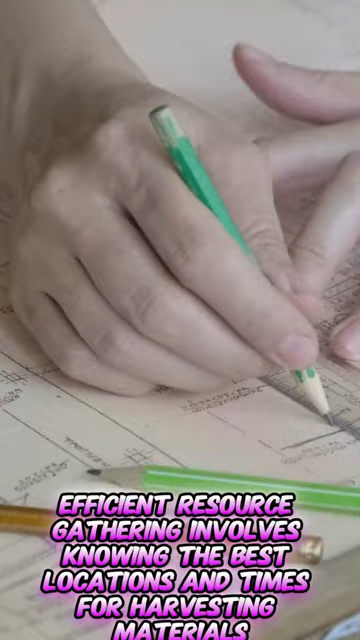 EFFICIENT RESOURCE
GATHERING INVOLVES
KNOWING THE BEST
LOCATIONS AND TIMES
FOR HARVESTING
MATERIALS